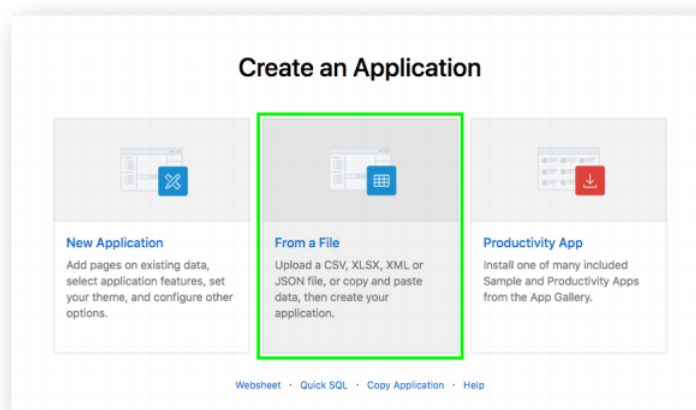 Create an Application
New Application
Add pages on existing data,
select application features, set
your theme, and configure other
options.
From a File
Upload a CSV, XLSX, XML or
JSON file, or copy and paste
data, then create your
application.
Productivity App
Install one of many included
Sample and Productivity Apps
from the App Gallery.
Websheet · Quick SQL · Copy Application · Help